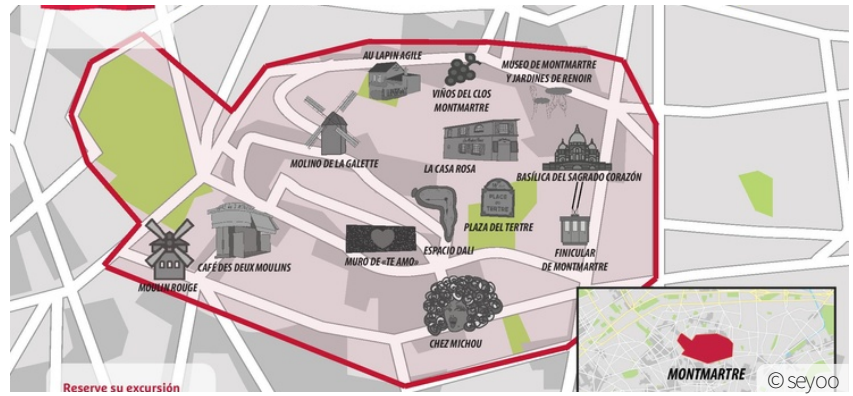 AU LAPIN AGILE
VIÑOS DEL CLOS
MONTMARTRE
MUSEO DE MONTMARTRE
Y JARDINES DE RENOIR
MOLINO DE LA GALETTE
LA CASA ROSA
BASÍLICA DEL SAGRADO CORAZÓN
PLACE
DU
TERTRE
PLAZA DEL TERTRE
ESPACIO DALI
FINICULAR
DE MONTMARTRE
MURO DE «TE AMO»
CAFÉ DES DEUX MOULINS
MOULIN ROUGE
CHEZ MICHOU
MONTMARTRE
Reserve su excursión
© seyoo